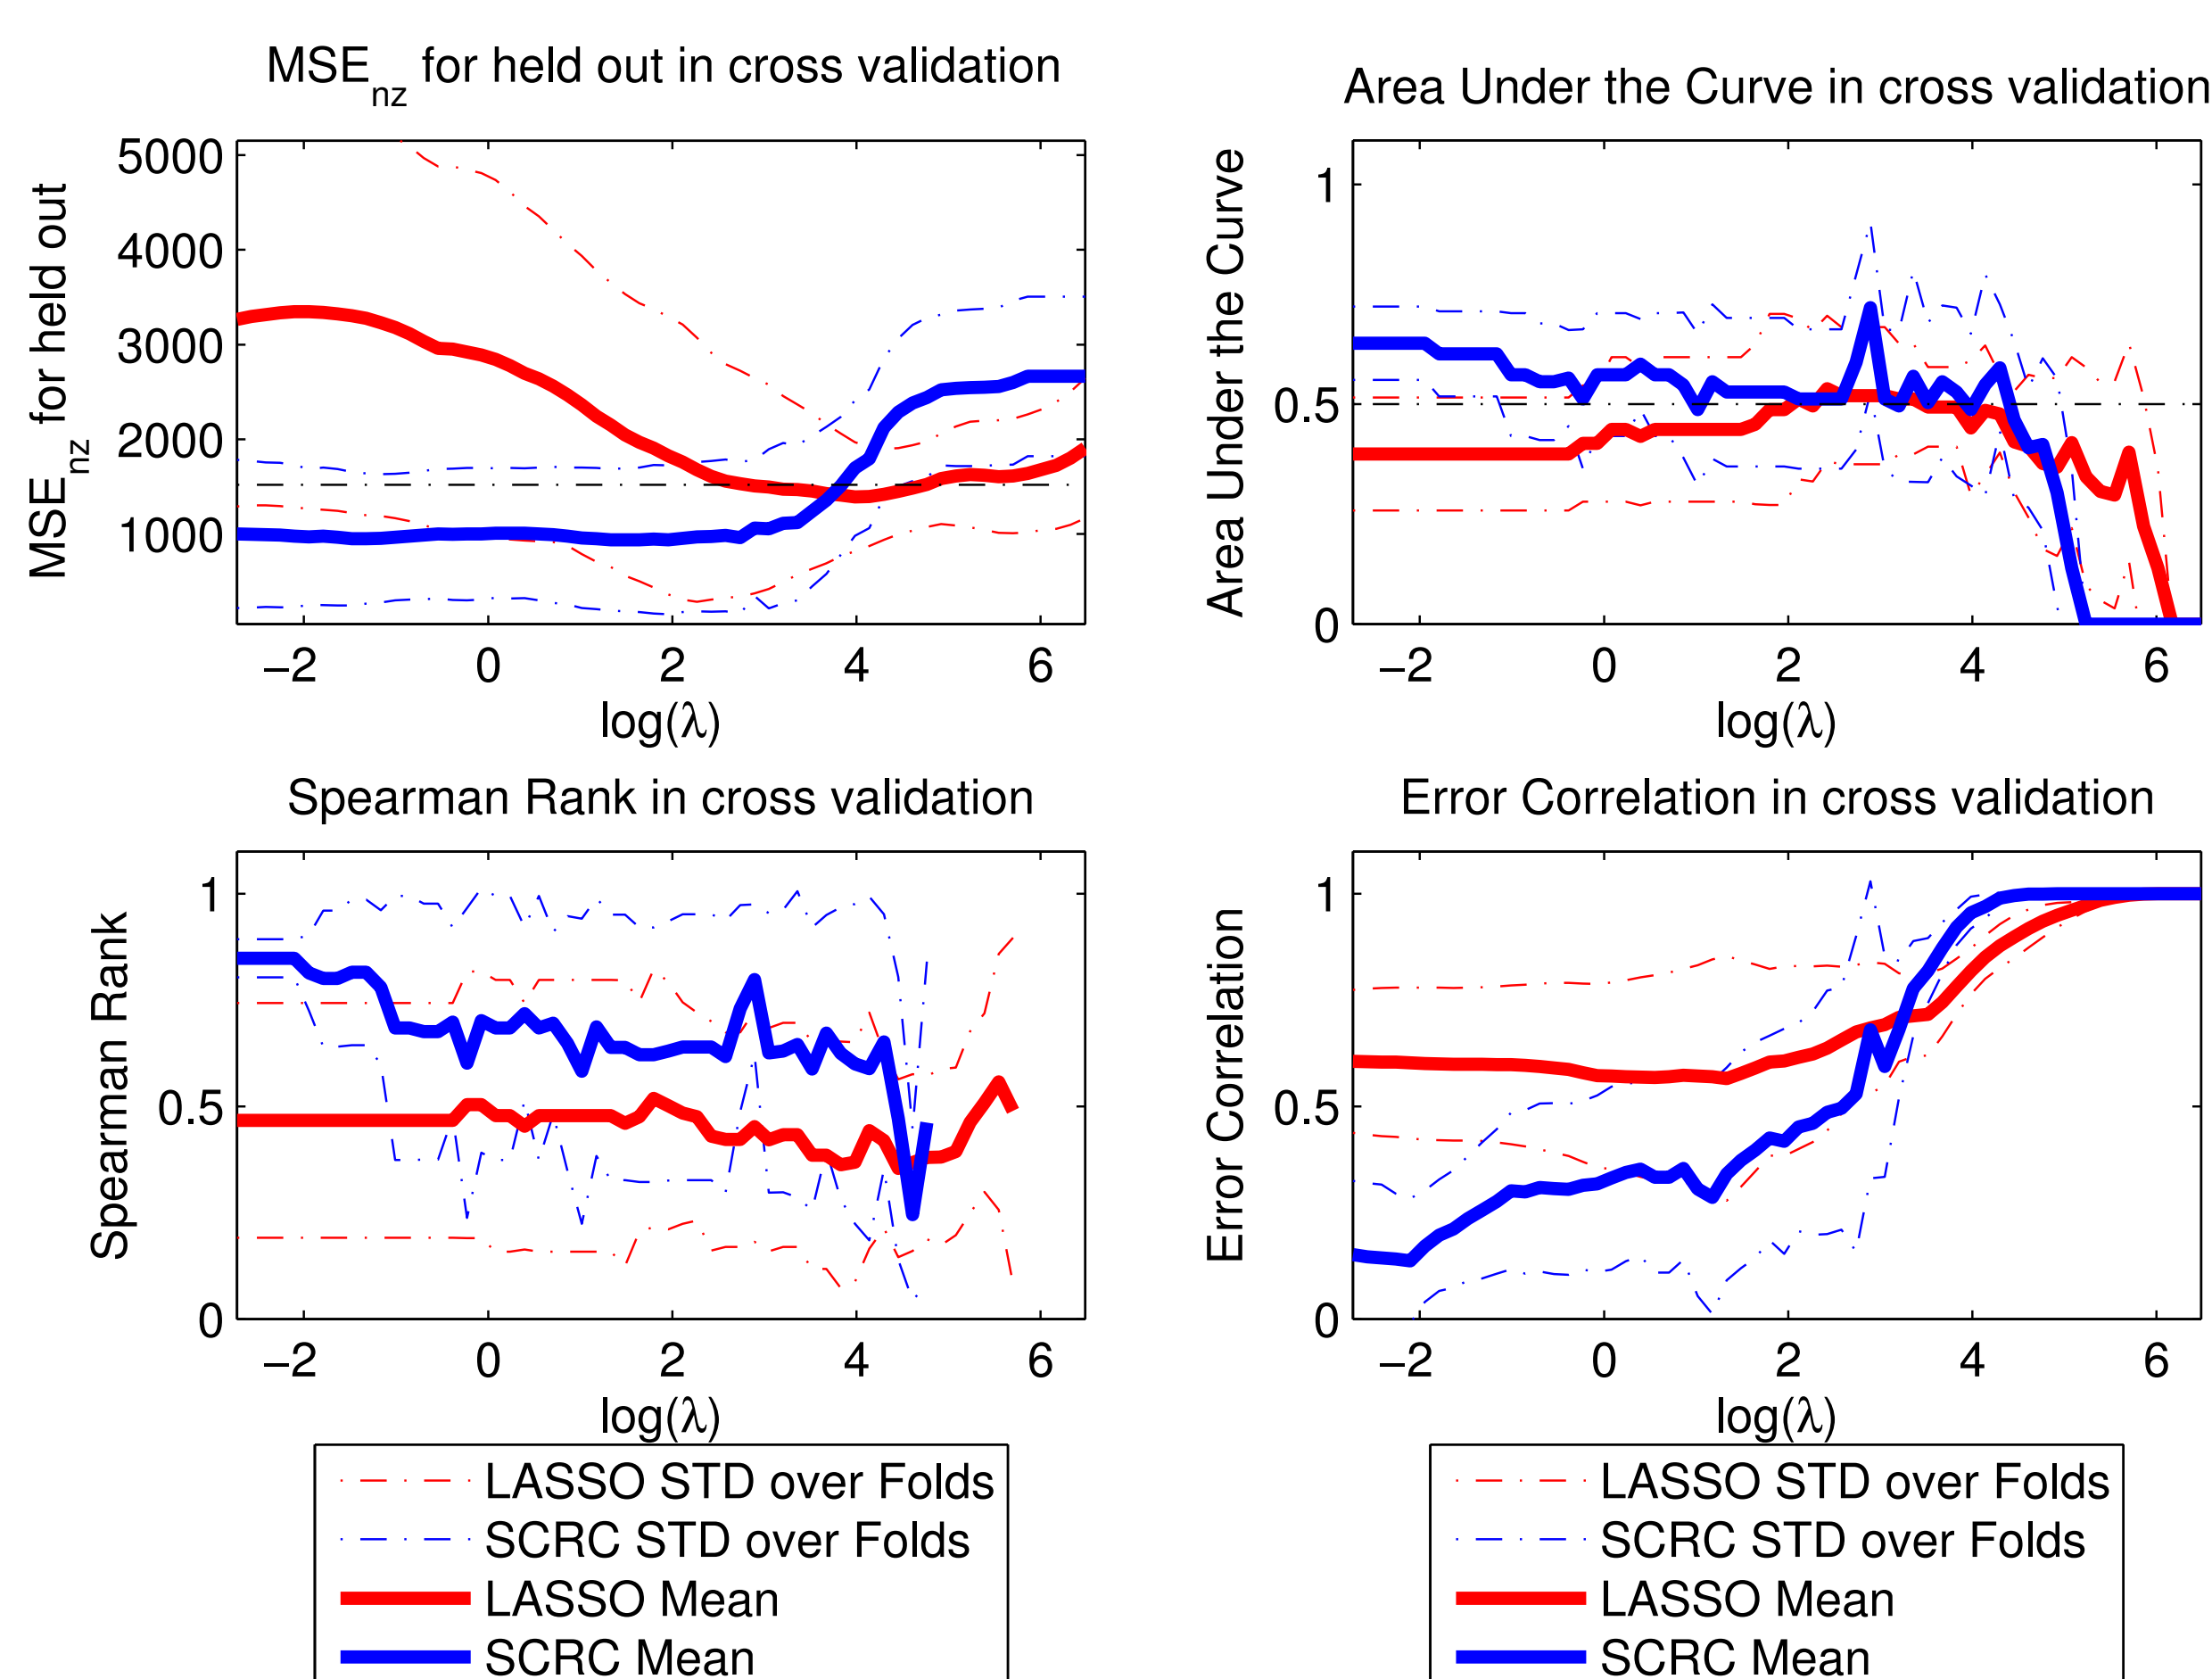 MSEnz for held out in cross validation
MSEnz for held out
5000
4000
3000
2000
1000
−2 0 2 4 6
log(λ)
Area Under the Curve in cross validation
Area Under the Curve
1
0.5
0
−2 0 2 4 6
log(λ)
Spearman Rank in cross validation
Spearman Rank
1
0.5
0
−2 0 2 4 6
log(λ)
LASSO STD over Folds
SCRC STD over Folds
LASSO Mean
SCRC Mean
Error Correlation in cross validation
Error Correlation
1
0.5
0
−2 0 2 4 6
log(λ)
LASSO STD over Folds
SCRC STD over Folds
LASSO Mean
SCRC Mean